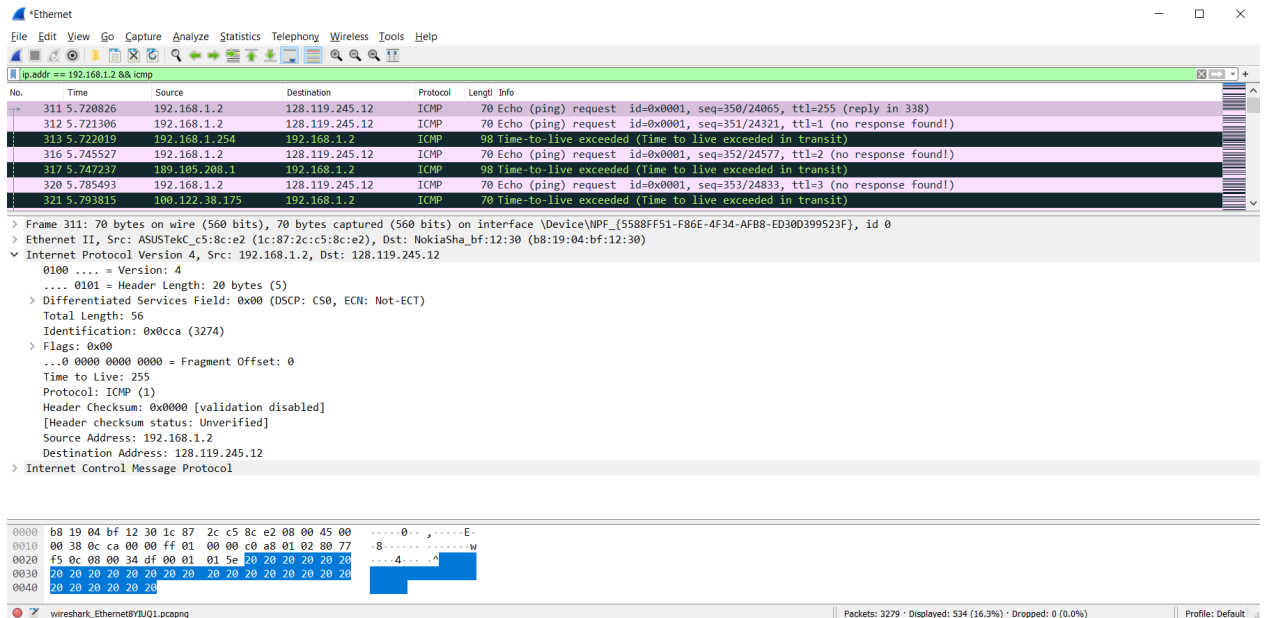 *Ethernet
File Edit View Go Capture Analyze Statistics Telephony Wireless Tools Help
ip.addr == 192.168.1.2 && icmp
No. Time Source Destination Protocol Lengtl Info
311 5.720826 192.168.1.2 128.119.245.12 ICMP 70 Echo (ping) request id=0x0001, seq=350/24065, ttl=255 (reply in 338)
312 5.721306 192.168.1.2 128.119.245.12 ICMP 70 Echo (ping) request id=0x0001, seq=351/24321, ttl=1 (no response found!)
313 5.722019 192.168.1.254 192.168.1.2 ICMP 98 Time-to-live exceeded (Time to live exceeded in transit)
316 5.745527 192.168.1.2 128.119.245.12 ICMP 70 Echo (ping) request id=0x0001, seq=352/24577, ttl=2 (no response found!)
317 5.747237 189.105.208.1 192.168.1.2 ICMP 98 Time-to-live exceeded (Time to live exceeded in transit)
320 5.785493 192.168.1.2 128.119.245.12 ICMP 70 Echo (ping) request id=0x0001, seq=353/24833, ttl=3 (no response found!)
321 5.793815 100.122.38.175 192.168.1.2 ICMP 70 Time-to-live exceeded (Time to live exceeded in transit)
> Frame 311: 70 bytes on wire (560 bits), 70 bytes captured (560 bits) on interface \Device\NPF_{5588FF51-F86E-4F34-AFB8-ED30D399523F}, id 0
> Ethernet II, Src: ASUSTekC_c5:8c:e2 (1c:87:2c:c5:8c:e2), Dst: NokiaSha_bf:12:30 (b8:19:04:bf:12:30)
Internet Protocol Version 4, Src: 192.168.1.2, Dst: 128.119.245.12
0100 .... = Version: 4
.... 0101 = Header Length: 20 bytes (5)
> Differentiated Services Field: 0x00 (DSCP: CS0, ECN: Not-ECT)
Total Length: 56
Identification: 0x0cca (3274)
> Flags: 0x00
...0 0000 0000 0000 = Fragment Offset: 0
Time to Live: 255
Protocol: ICMP (1)
Header Checksum: 0x0000 [validation disabled]
[Header checksum status: Unverified]
Source Address: 192.168.1.2
Destination Address: 128.119.245.12
> Internet Control Message Protocol
0000 b8 19 04 bf 12 30 1c 87 2c c5 8c e2 08 00 45 00 ·····0·· ,·····E·
0010 00 38 0c ca 00 00 ff 01 00 00 c0 a8 01 02 80 77 ·8······ ·······w
0020 f5 0c 08 00 34 df 00 01 01 5e 20 20 20 20 20 20 ····4··· ·^
0030 20 20 20 20 20 20 20 20 20 20 20 20 20 20 20 20
0040 20 20 20 20 20 20
wireshark_Ethernet8YIUQ1.pcapng Packets: 3279 · Displayed: 534 (16.3%) · Dropped: 0 (0.0%) Profile: Default